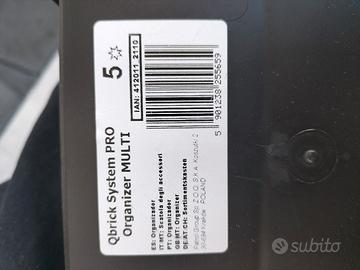 Qbrick System PRO
Organizer MULTI
5
IAN: 412011_2110
5 901238 255659
ES: Organizador
IT/MT: Scatola degli accessori
PT: Organizador
GB/MT: Organizer
DE/AT/CH: Sortimentskasten
POLAND
subito